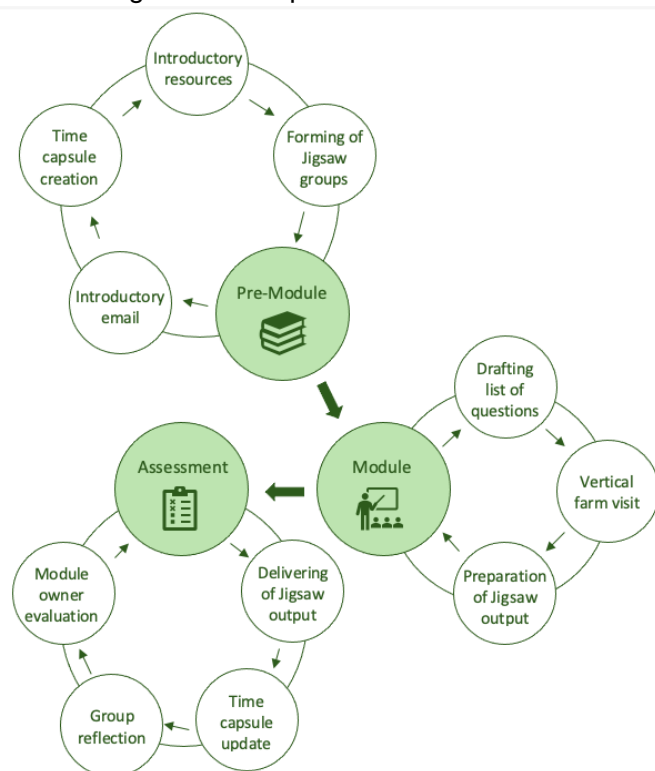 Introductory
resources
Time
capsule
creation
Forming of
Jigsaw
groups
Introductory
email
Pre-Module
Drafting
list of
questions
Assessment
Module
Vertical
farm visit
Module
owner
evaluation
Delivering
of Jigsaw
output
Preparation
of Jigsaw
output
Group
reflection
Time
capsule
update